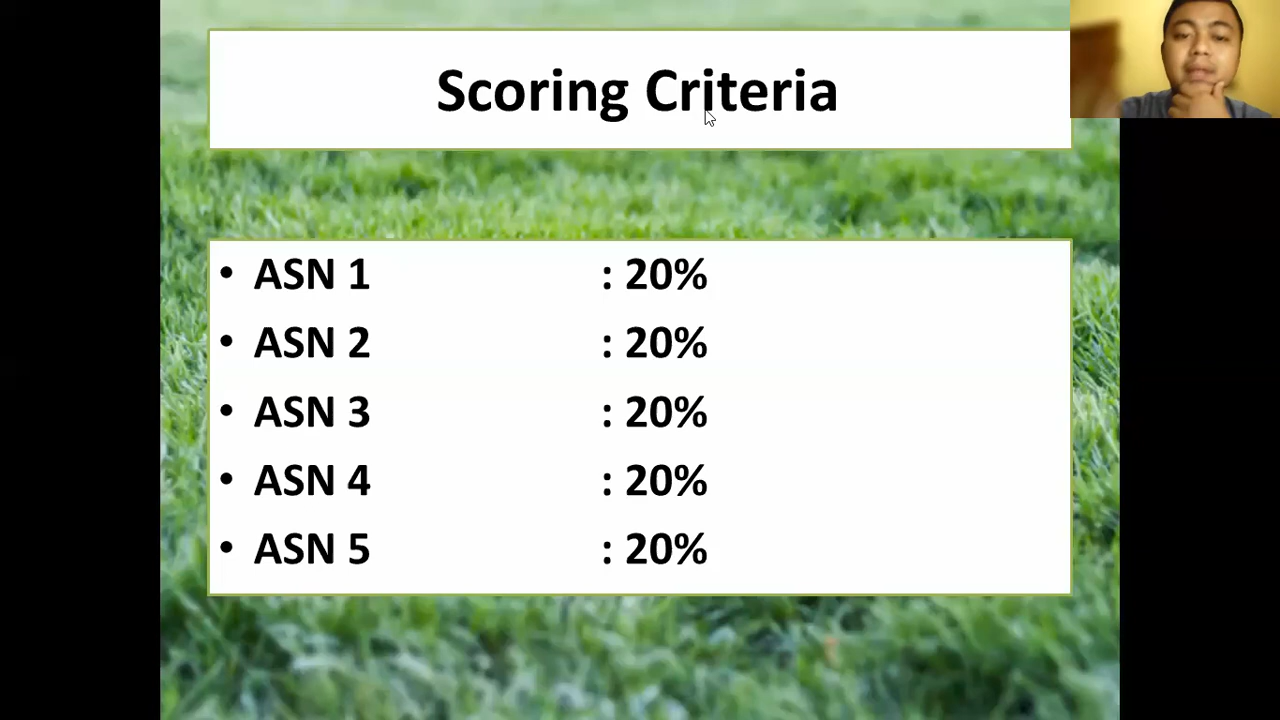 Scoring Criteria
• ASN 1 : 20%
• ASN 2 : 20%
• ASN 3 : 20%
• ASN 4 : 20%
• ASN 5 : 20%